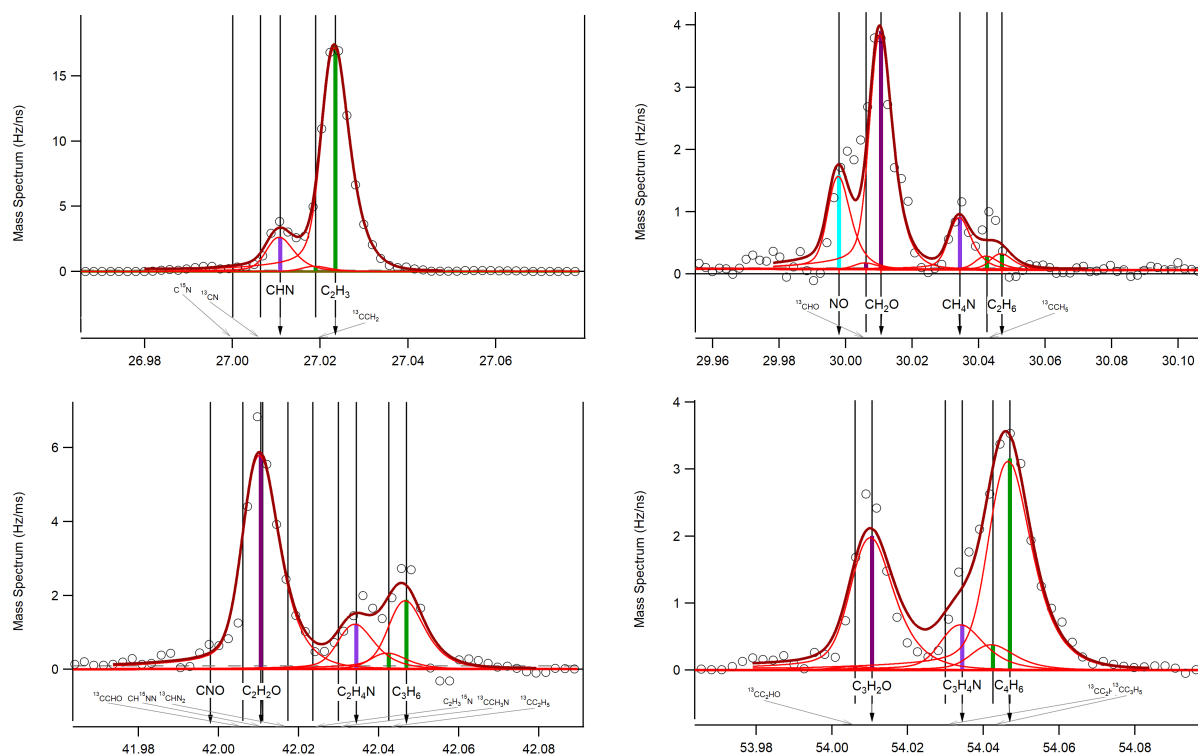 Mass Spectrum (Hz/ns)
15
10
5
0
C¹⁵N
¹³CN
CHN
C₂H₃
¹³CCH₂
26.98
27.00
27.02
27.04
27.06
Mass Spectrum (Hz/ns)
4
3
2
1
0
¹³CHO
NO
CH₂O
CH₄N
C₂H₆
¹³CCH₅
29.96
29.98
30.00
30.02
30.04
30.06
30.08
30.10
Mass Spectrum (Hz/ms)
6
4
2
0
¹³CCHO
CH¹⁵NN
¹³CHN₂
CNO
C₂H₂O
C₂H₄N
C₃H₆
C₂H₃¹⁵N
¹³CCH₃N
¹³CC₂H₅
41.98
42.00
42.02
42.04
42.06
42.08
Mass Spectrum (Hz/ns)
4
3
2
1
0
¹³CC₂HO
C₃H₂O
C₃H₄N
C₄H₆
¹³CC₃H₅
53.98
54.00
54.02
54.04
54.06
54.08